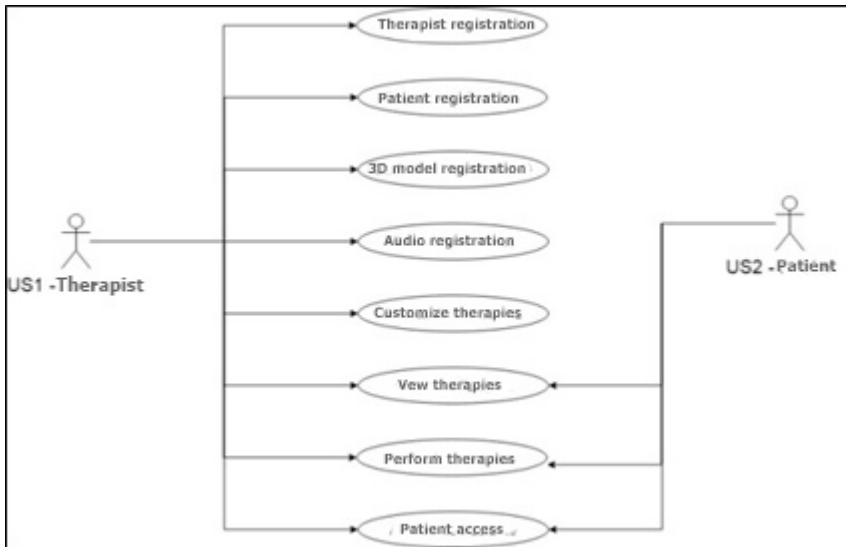 Therapist registration
Patient registration
3D model registration
Audio registration
US1 -Therapist
US2 -Patient
Customize therapies
Vew therapies
Perform therapies
Patient access